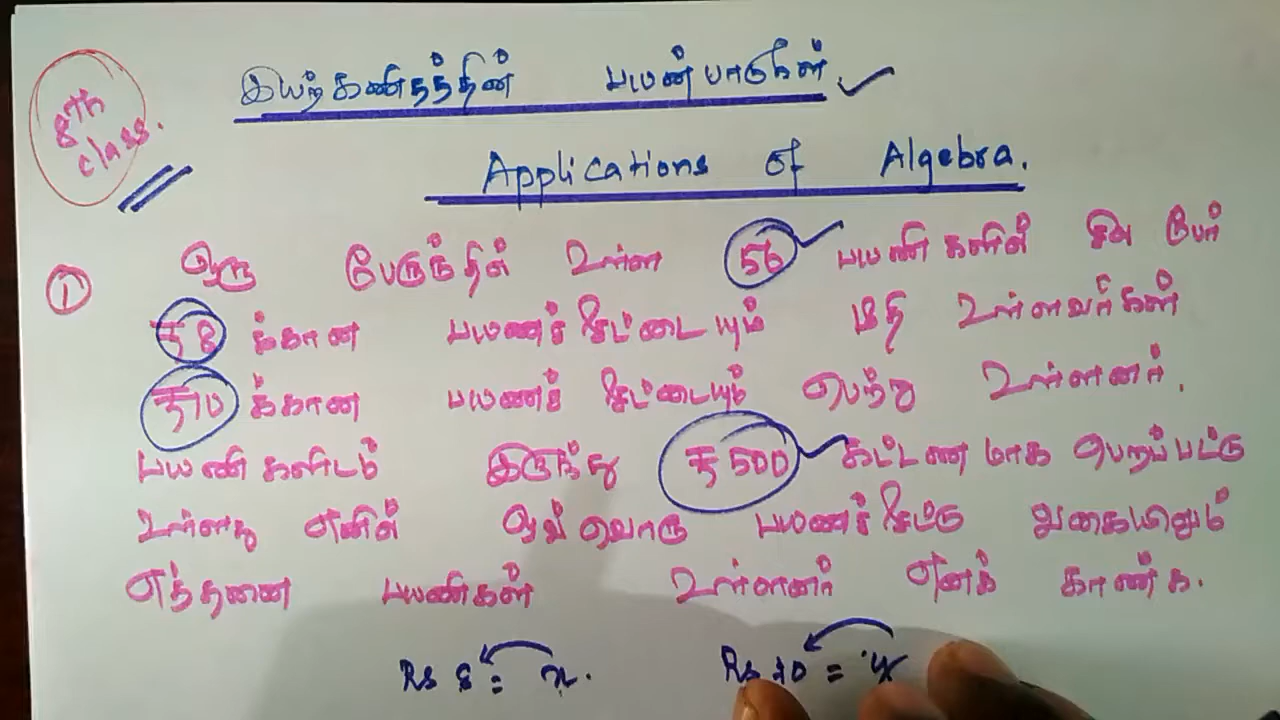 8th class.
இயற்கணிதத்தின் பயன்பாடுகள்
Applications of Algebra.
① ஒரு பேருந்தில் உள்ள 56 பயணிகளில் சில பேர்
₹8 க்கான பயணச்சீட்டையும் மீதி உள்ளவர்கள்
₹10 க்கான பயணச் சீட்டையும் பெற்று உள்ளனர்.
பயணிகளிடம் இருந்து ₹500 கட்டணமாக பெறப்பட்டு
உள்ளது எனில் ஒவ்வொரு பயணச்சீட்டு வகையிலும்
எத்தனை பயணிகள் உள்ளனர் எனக் காண்க.
Rs 8 = x. Rs 10 = y